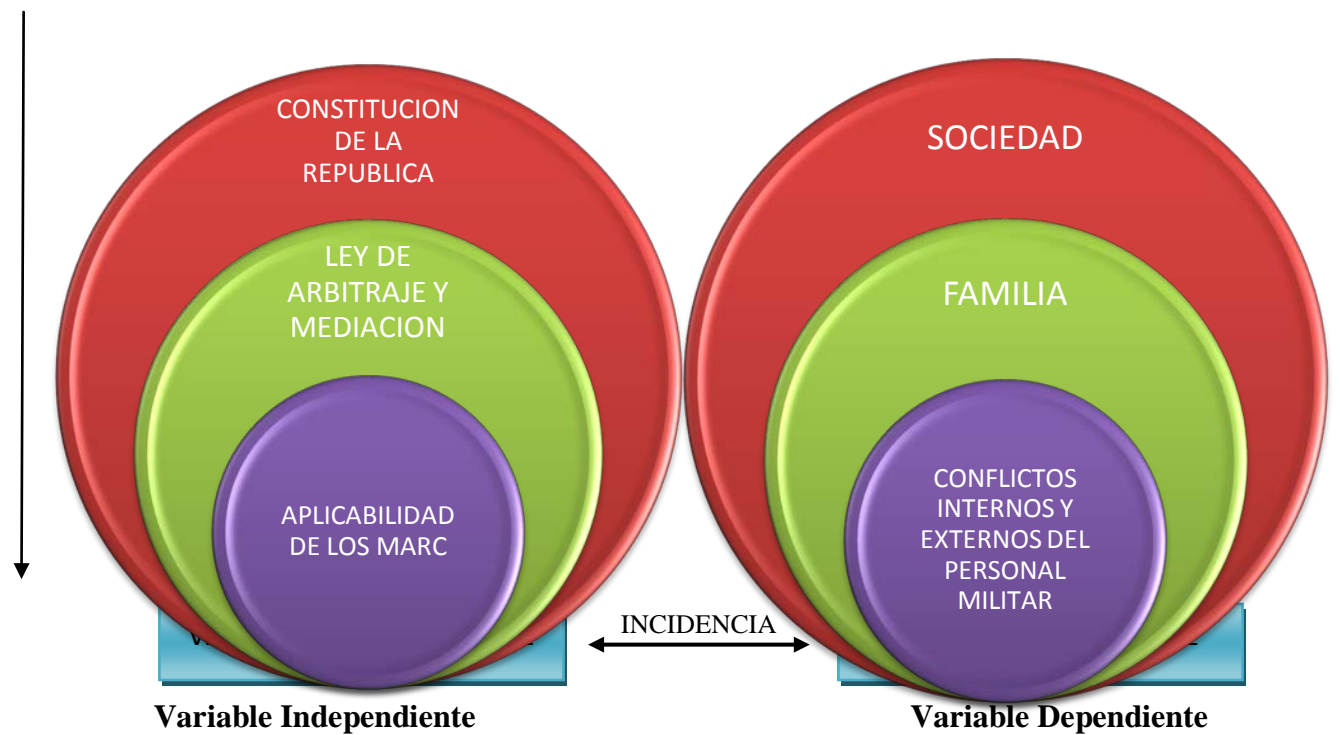 CONSTITUCION
DE LA
REPUBLICA
LEY DE
ARBITRAJE Y
MEDIACION
APLICABILIDAD
DE LOS MARC
SOCIEDAD
FAMILIA
CONFLICTOS
INTERNOS Y
EXTERNOS DEL
PERSONAL
MILITAR
INCIDENCIA
Variable Independiente
Variable Dependiente